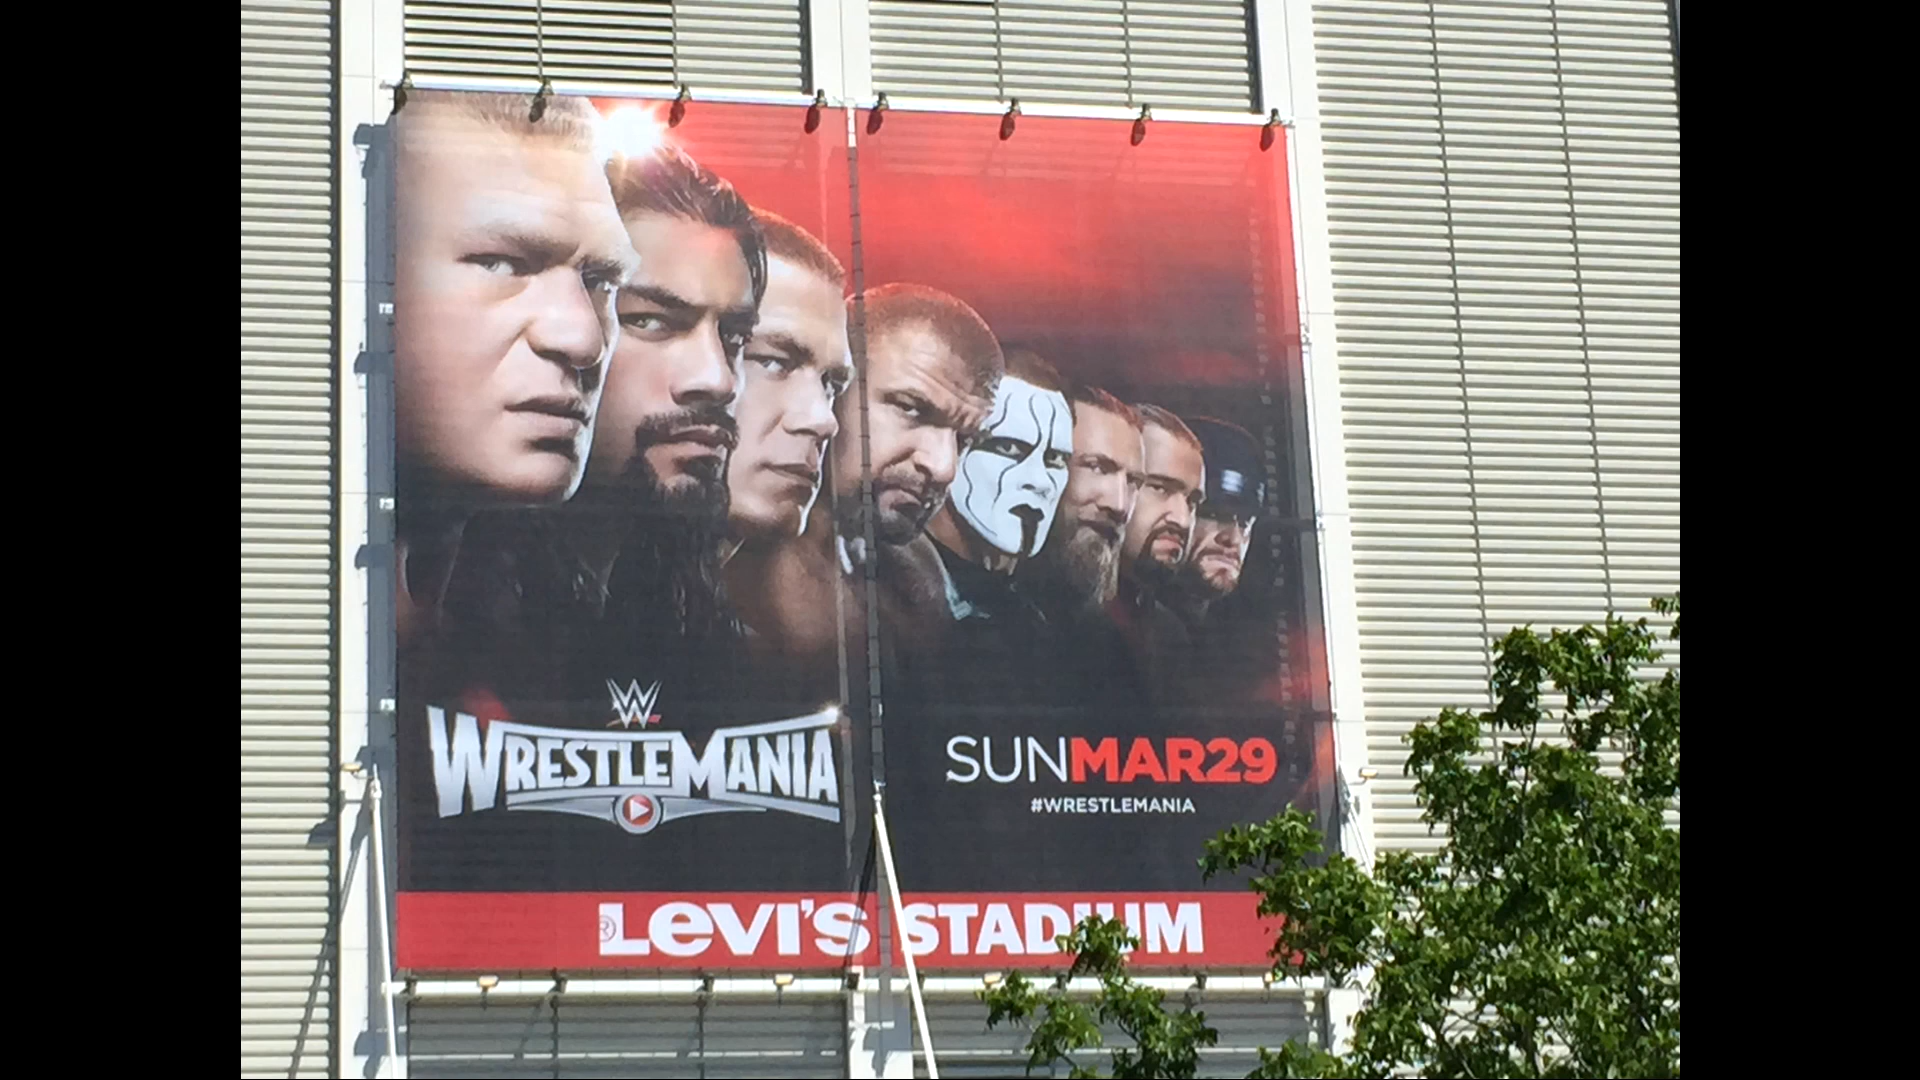 W
WRESTLEMANIA
SUNMAR29
#WRESTLEMANIA
® LEVI'S STADIUM